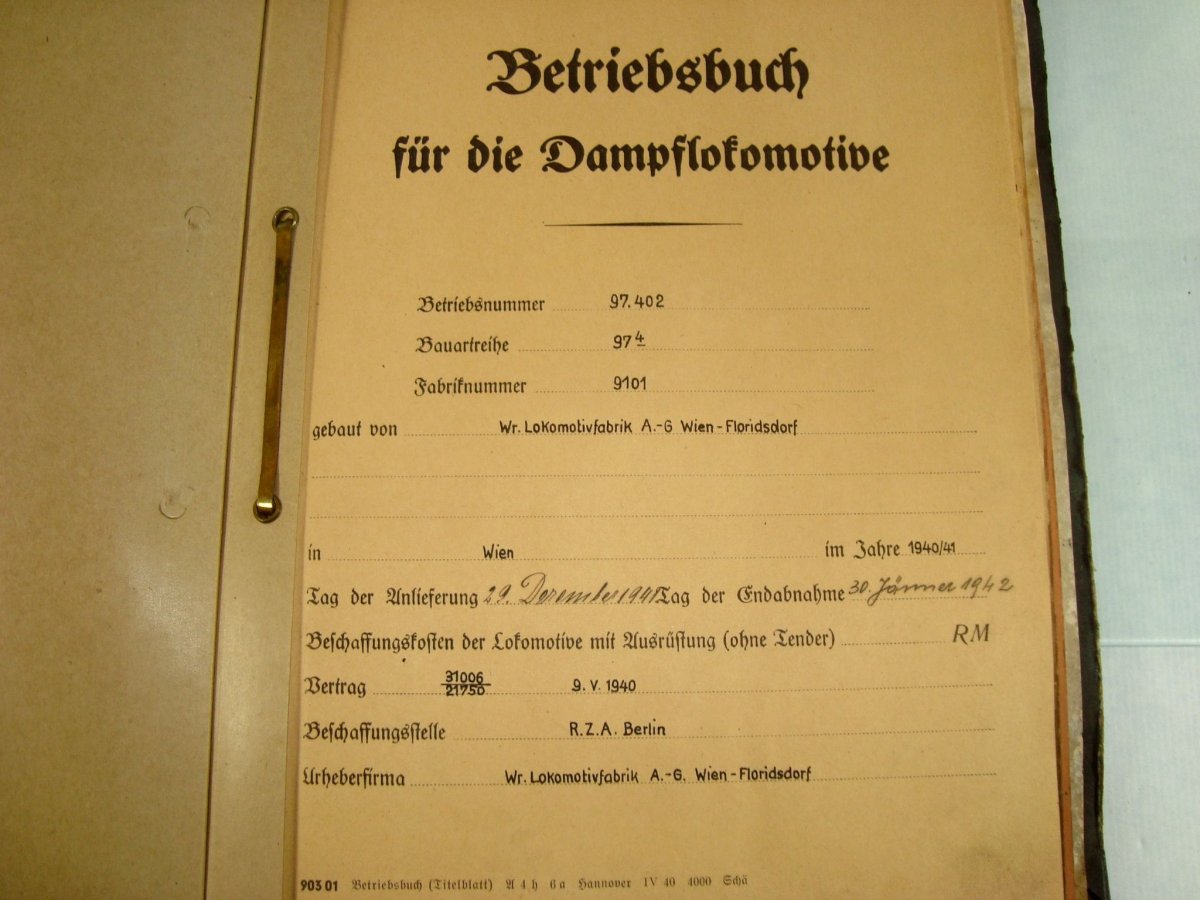 Betriebsbuch
für die Dampflokomotive
Betriebsnummer 97.402
Bauartreihe 97 4
Fabriknummer 9101
gebaut von Wr. Lokomotivfabrik A.-G Wien-Floridsdorf
in Wien im Jahre 1940/41
Tag der Anlieferung 29. Dezember 1941 Tag der Endabnahme 30. Jänner 1942
Beschaffungskosten der Lokomotive mit Ausrüstung (ohne Tender) RM
Vertrag 31006/21750 9. V. 1940
Beschaffungsstelle R.Z.A. Berlin
Urheberfirma Wr. Lokomotivfabrik A.-G. Wien-Floridsdorf
903 01 Betriebsbuch (Titelblatt) A 4 h 6a Hannover IV 40 4000 Schä